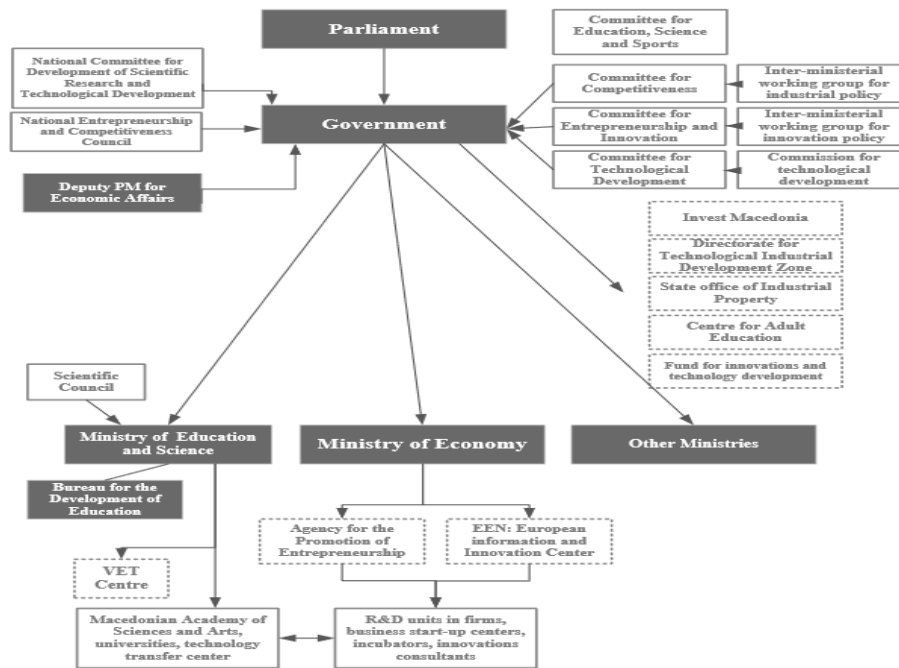 Parliament
Committee for
Education, Science
and Sports
National Committee for
Development of Scientific
Research and
Technological Development
Committee for
Competitiveness
Inter-ministerial
working group for
industrial policy
National Entrepreneurship
and Competitiveness
Council
Government
Committee for
Entrepreneurship and
Innovation
Inter-ministerial
working group for
innovation policy
Committee for
Technological
Development
Commission for
technological
development
Deputy PM for
Economic Affairs
Invest Macedonia
Directorate for
Technological Industrial
Development Zone
State office of Industrial
Property
Centre for Adult
Education
Fund for innovations and
technology development
Scientific
Council
Ministry of Education
and Science
Ministry of Economy
Other Ministries
Bureau for the
Development of
Education
Agency for the
Promotion of
Entrepreneurship
EEN: European
information and
Innovation Center
VET
Centre
Macedonian Academy of
Sciences and Arts,
universities, technology
transfer center
R&D units in firms,
business start-up centers,
incubators, innovations
consultants